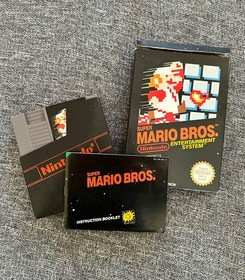 SUPER
MARIO BROS.
Nintendo
ENTERTAINMENT
SYSTEM
Nintendo
SUPER
MARIO BROS.
INSTRUCTION BOOKLET